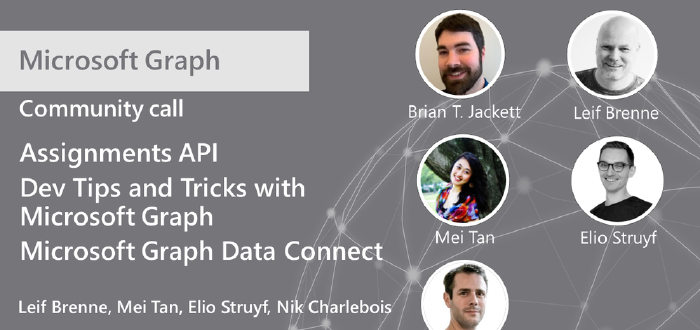 Microsoft Graph
Community call
Assignments API
Dev Tips and Tricks with
Microsoft Graph
Microsoft Graph Data Connect
Leif Brenne, Mei Tan, Elio Struyf, Nik Charlebois
Brian T. Jackett
Leif Brenne
Mei Tan
Elio Struyf